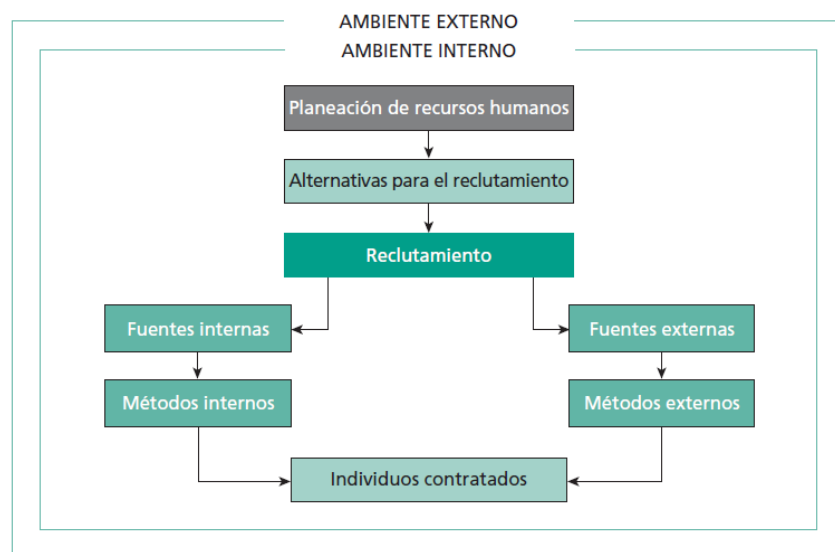 AMBIENTE EXTERNO
AMBIENTE INTERNO
Planeación de recursos humanos
Alternativas para el reclutamiento
Reclutamiento
Fuentes internas
Fuentes externas
Métodos internos
Métodos externos
Individuos contratados